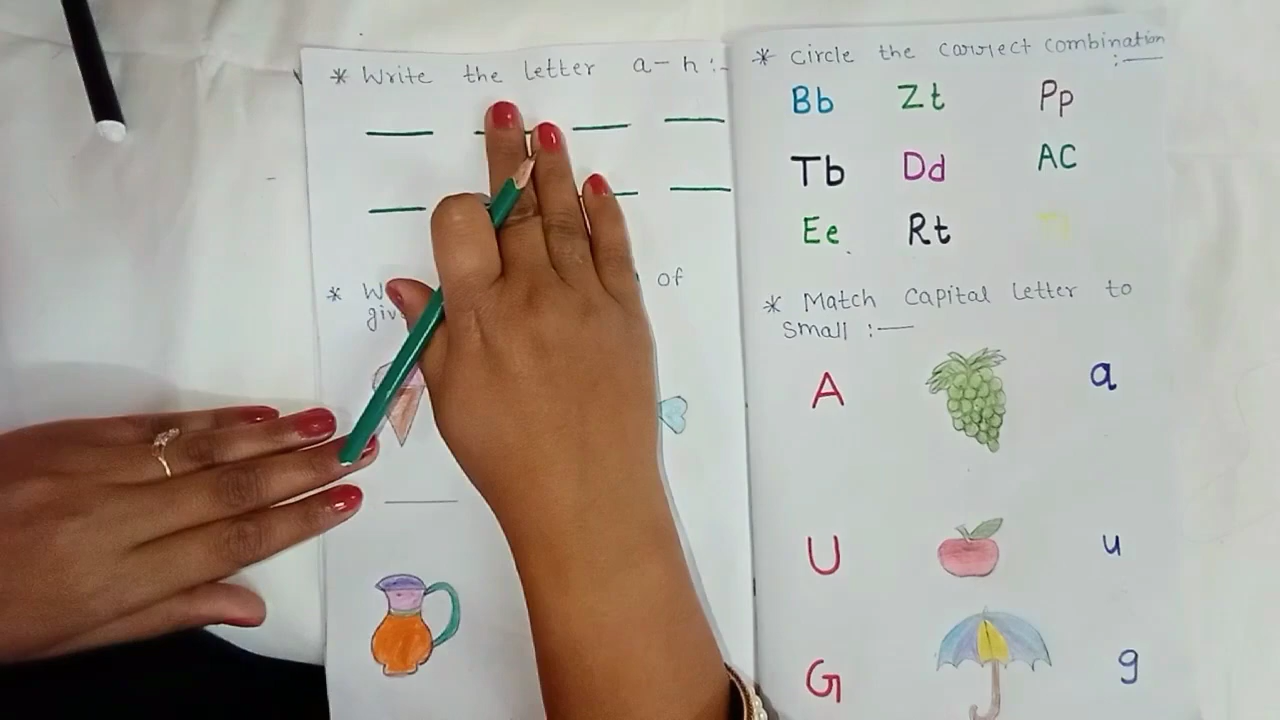 * Write the letter a-h :-
of
* Circle the correct combination :—
Bb Zt Pp
Tb Dd AC
Ee Rt
* Match Capital letter to
small :—
A a
U u
G g